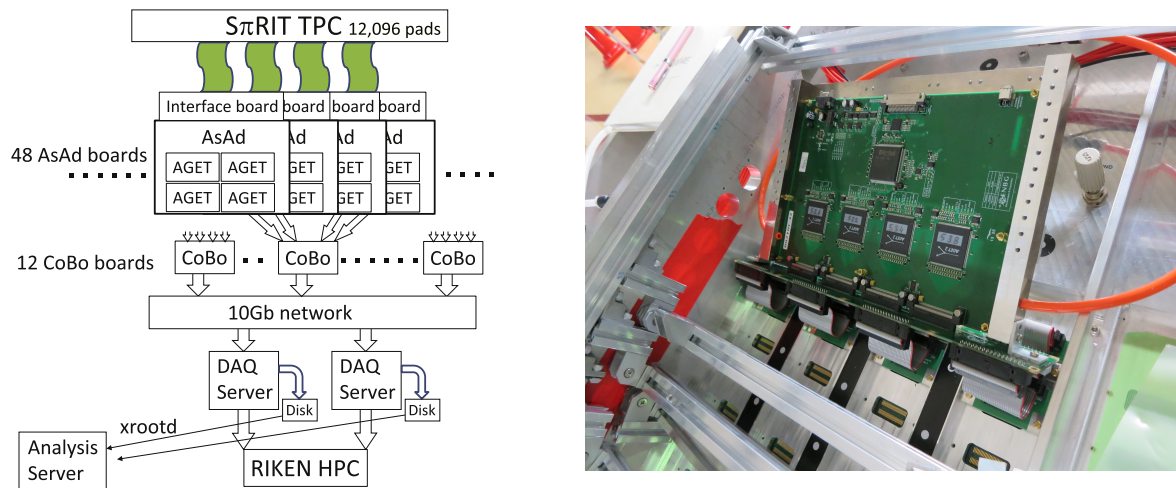 SπRIT TPC 12,096 pads
Interface board board board board
AsAd Ad Ad Ad
48 AsAd boards
AGET AGET GET GET GET
AGET AGET GET GET GET
12 CoBo boards
CoBo CoBo CoBo
10Gb network
DAQ Server
DAQ Server
Disk
Disk
xrootd
Analysis
Server
RIKEN HPC